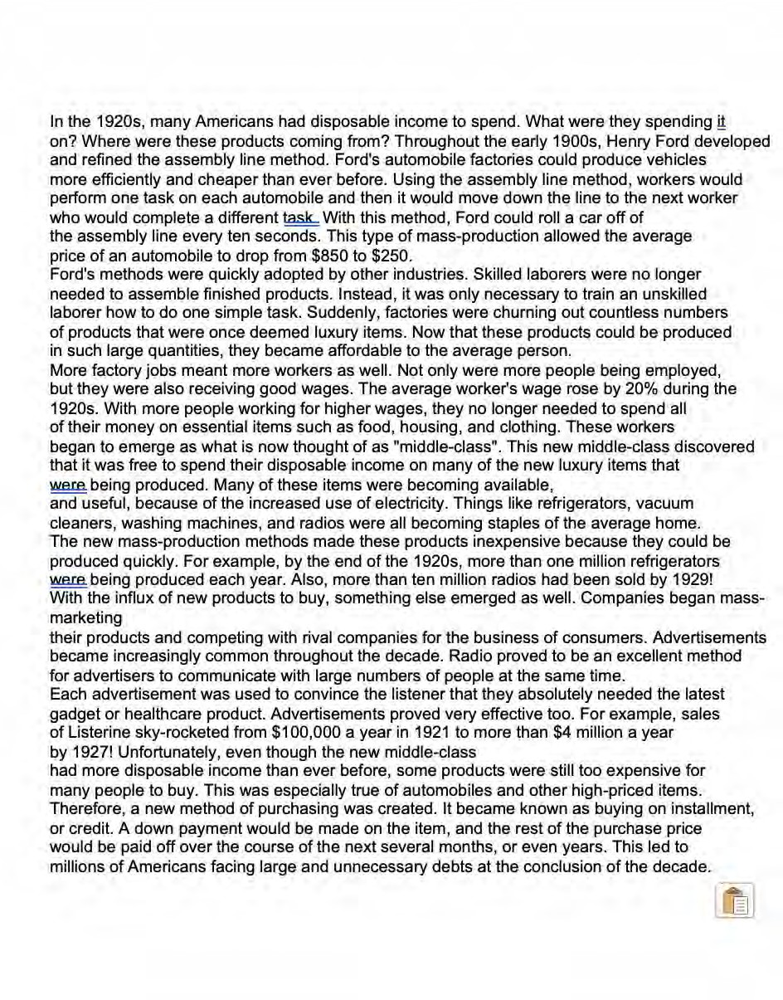 In the 1920s, many Americans had disposable income to spend. What were they spending it
on? Where were these products coming from? Throughout the early 1900s, Henry Ford developed
and refined the assembly line method. Ford's automobile factories could produce vehicles
more efficiently and cheaper than ever before. Using the assembly line method, workers would
perform one task on each automobile and then it would move down the line to the next worker
who would complete a different task. With this method, Ford could roll a car off of
the assembly line every ten seconds. This type of mass-production allowed the average
price of an automobile to drop from $850 to $250.
Ford's methods were quickly adopted by other industries. Skilled laborers were no longer
needed to assemble finished products. Instead, it was only necessary to train an unskilled
laborer how to do one simple task. Suddenly, factories were churning out countless numbers
of products that were once deemed luxury items. Now that these products could be produced
in such large quantities, they became affordable to the average person.
More factory jobs meant more workers as well. Not only were more people being employed,
but they were also receiving good wages. The average worker's wage rose by 20% during the
1920s. With more people working for higher wages, they no longer needed to spend all
of their money on essential items such as food, housing, and clothing. These workers
began to emerge as what is now thought of as "middle-class". This new middle-class discovered
that it was free to spend their disposable income on many of the new luxury items that
were being produced. Many of these items were becoming available,
and useful, because of the increased use of electricity. Things like refrigerators, vacuum
cleaners, washing machines, and radios were all becoming staples of the average home.
The new mass-production methods made these products inexpensive because they could be
produced quickly. For example, by the end of the 1920s, more than one million refrigerators
were being produced each year. Also, more than ten million radios had been sold by 1929!
With the influx of new products to buy, something else emerged as well. Companies began mass-
marketing
their products and competing with rival companies for the business of consumers. Advertisements
became increasingly common throughout the decade. Radio proved to be an excellent method
for advertisers to communicate with large numbers of people at the same time.
Each advertisement was used to convince the listener that they absolutely needed the latest
gadget or healthcare product. Advertisements proved very effective too. For example, sales
of Listerine sky-rocketed from $100,000 a year in 1921 to more than $4 million a year
by 1927! Unfortunately, even though the new middle-class
had more disposable income than ever before, some products were still too expensive for
many people to buy. This was especially true of automobiles and other high-priced items.
Therefore, a new method of purchasing was created. It became known as buying on installment,
or credit. A down payment would be made on the item, and the rest of the purchase price
would be paid off over the course of the next several months, or even years. This led to
millions of Americans facing large and unnecessary debts at the conclusion of the decade.